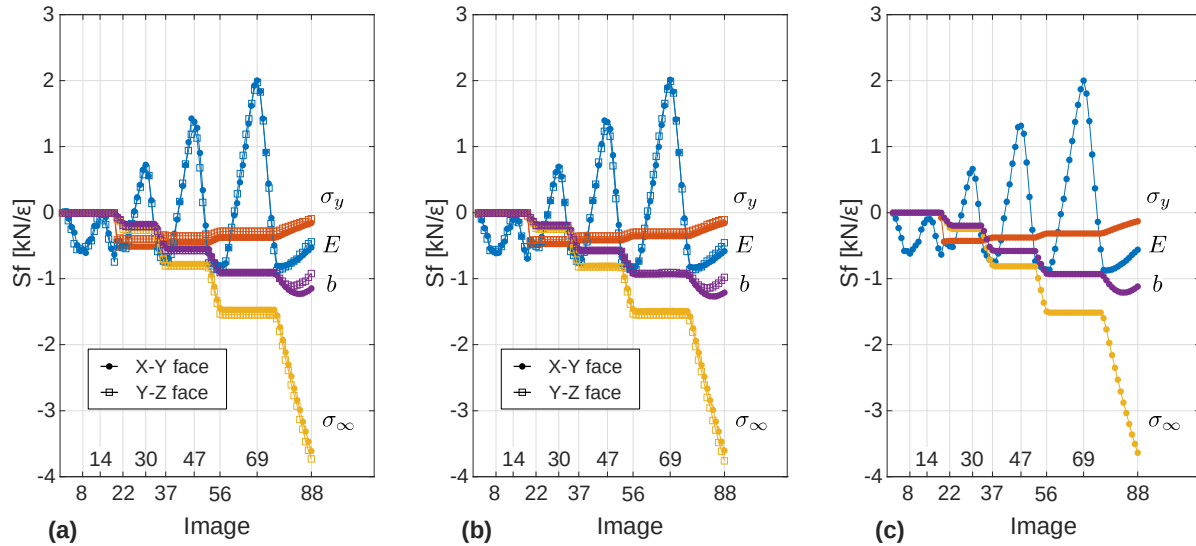 4
3
2
1
0
-1
-2
-3
-4
Sf [kN/ε]
σy
E
b
σ∞
X-Y face
Y-Z face
14 30 47 69
8 22 37 56 88
(a) Image
4
3
2
1
0
-1
-2
-3
-4
Sf [kN/ε]
σy
E
b
σ∞
X-Y face
Y-Z face
14 30 47 69
8 22 37 56 88
(b) Image
4
3
2
1
0
-1
-2
-3
-4
Sf [kN/ε]
σy
E
b
σ∞
14 30 47 69
8 22 37 56 88
(c) Image